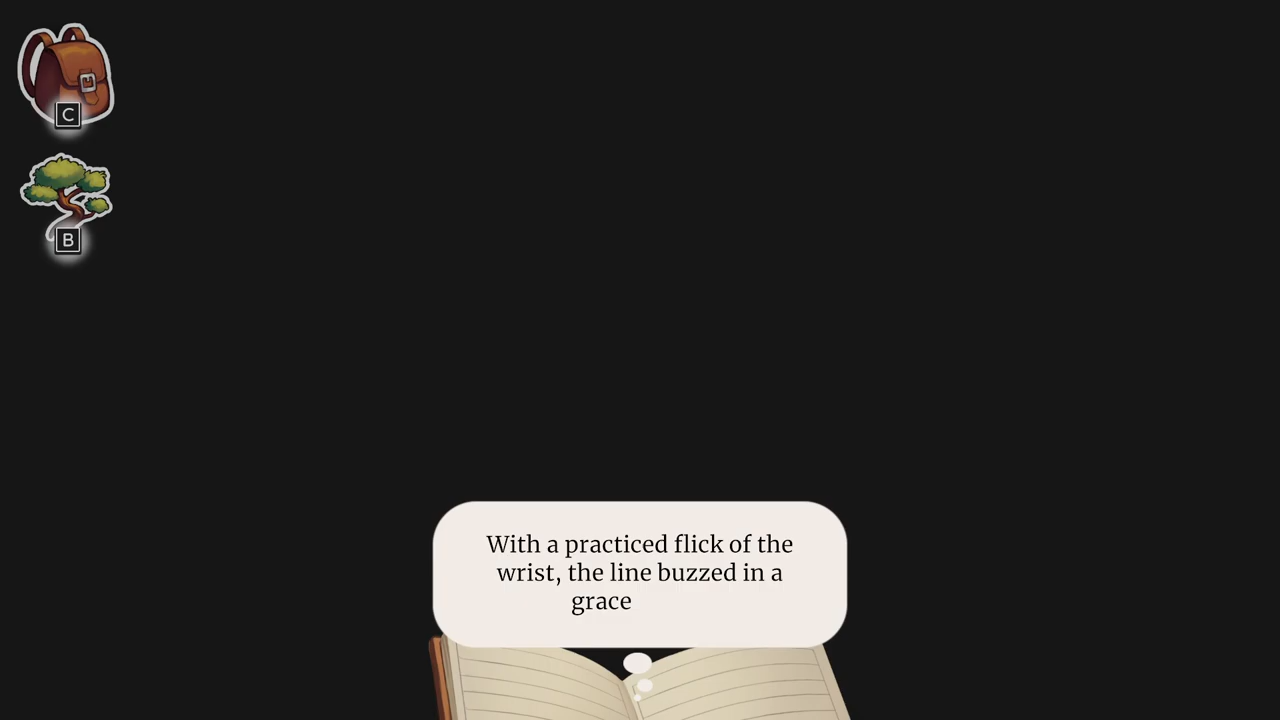 C
B
With a practiced flick of the
wrist, the line buzzed in a
grace